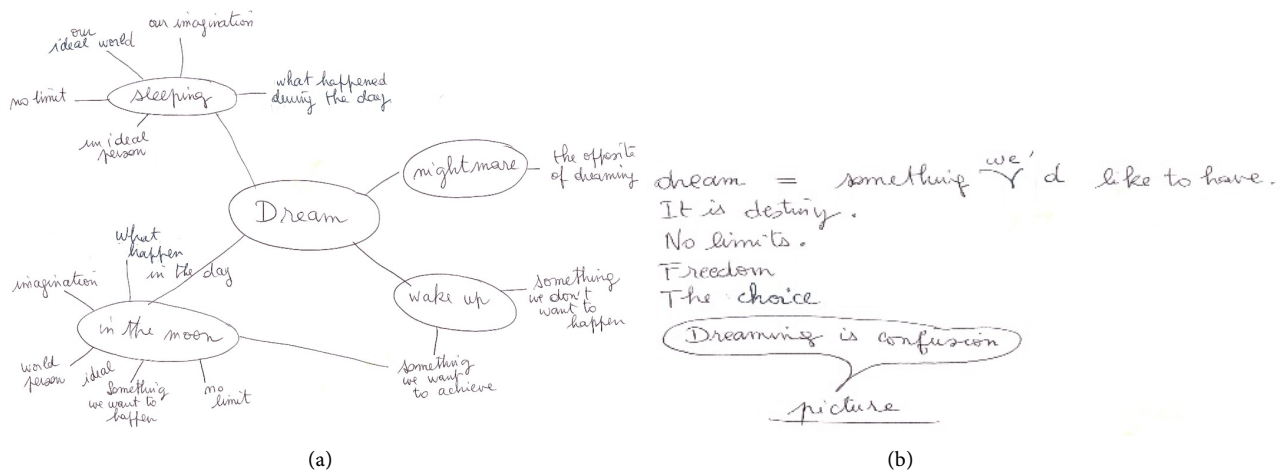 our
ideal world
our imagination
no limit
sleeping
what happened
during the day
un ideal
person
nightmare
the opposite
of dreaming
Dream
What
happen
in the day
imagination
in the moon
world
person
ideal
Something
we want to
happen
no
limit
wake up
something
we don't
want to
happen
something
we want
to achieve
(a)
dream = something we'd like to have.
It is destiny.
No limits.
Freedom
The choice
Dreaming is confusion
picture
(b)